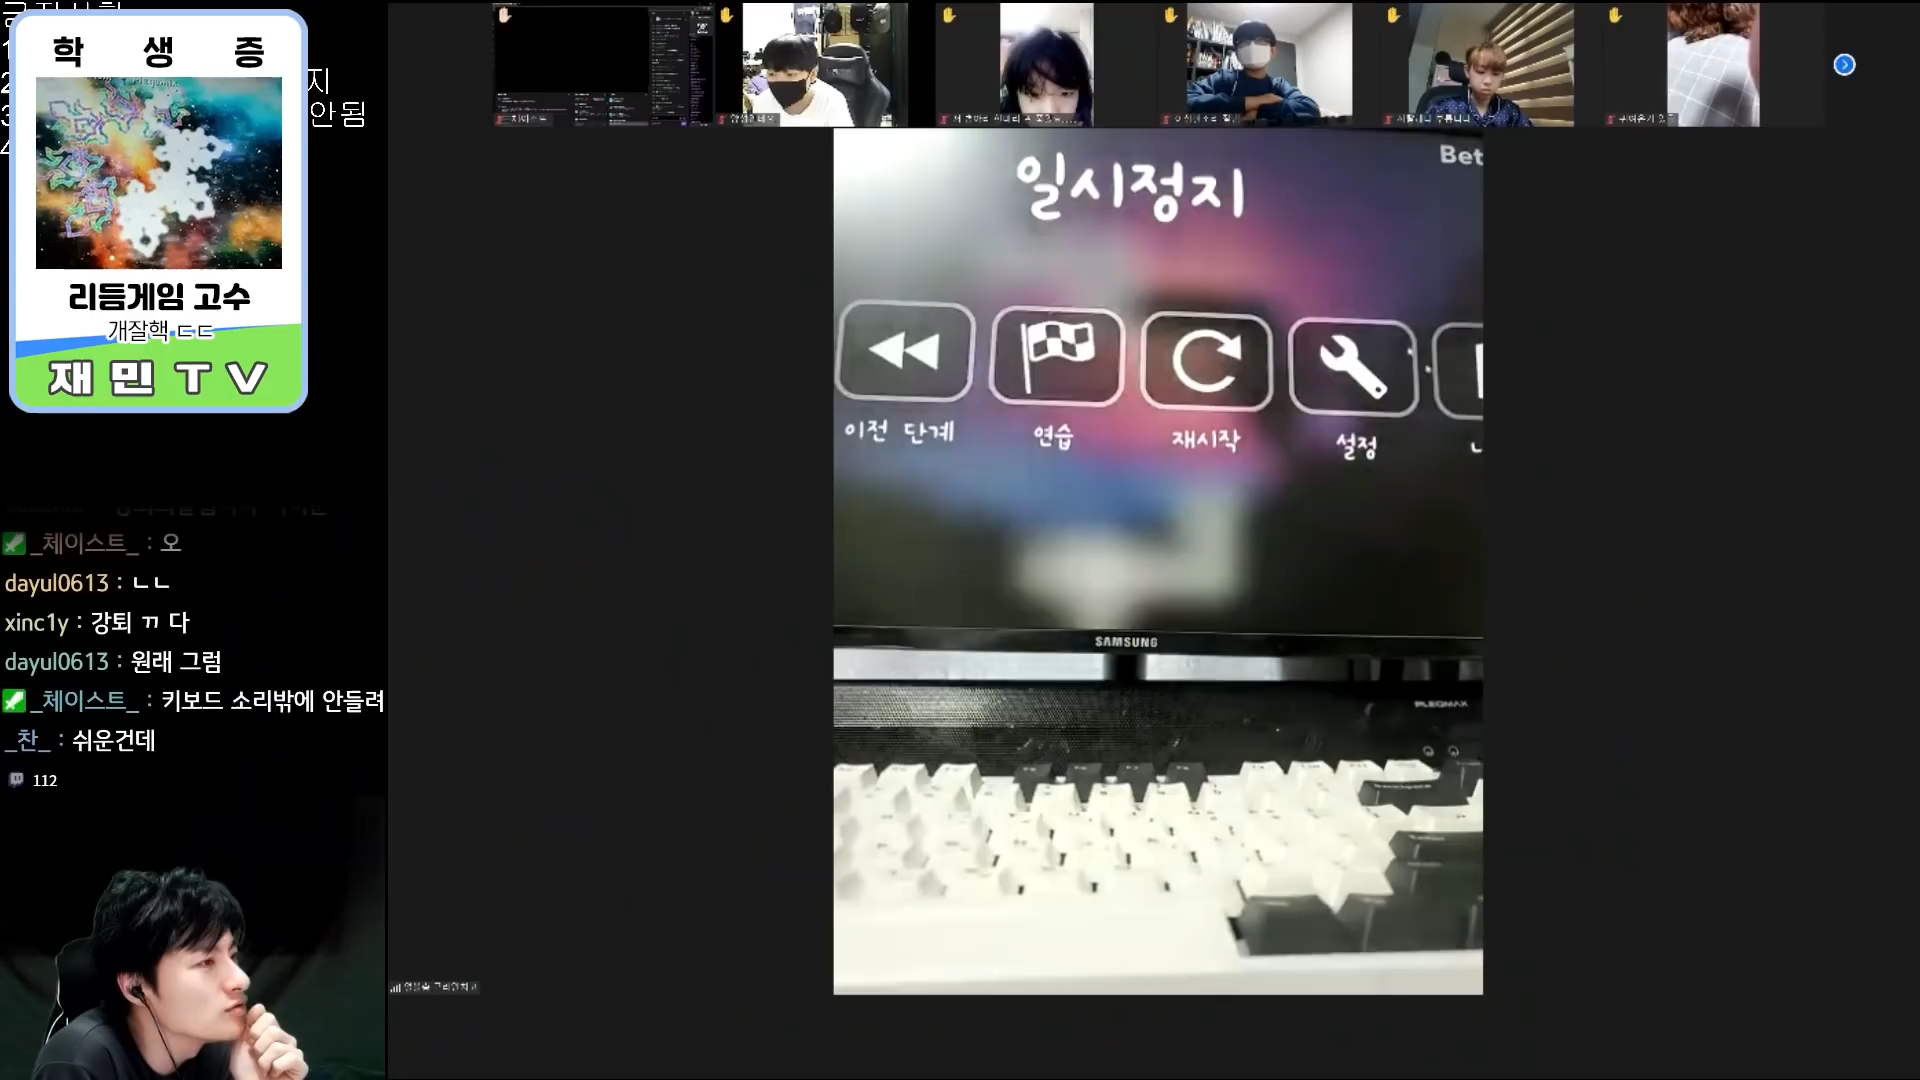 학 생 증
지
안됨
리듬게임 고수
개잘핵 ㄷㄷ
재민TV
일시정지
Bet
이전 단계
연습
재시작
설정
SAMSUNG
PLEOMAX
_체이스트_ : 오
dayul0613 : ㄴㄴ
xinc1y : 강퇴 ㄲ 다
dayul0613 : 원래 그럼
_체이스트_ : 키보드 소리밖에 안들려
_찬_ : 쉬운건데
112